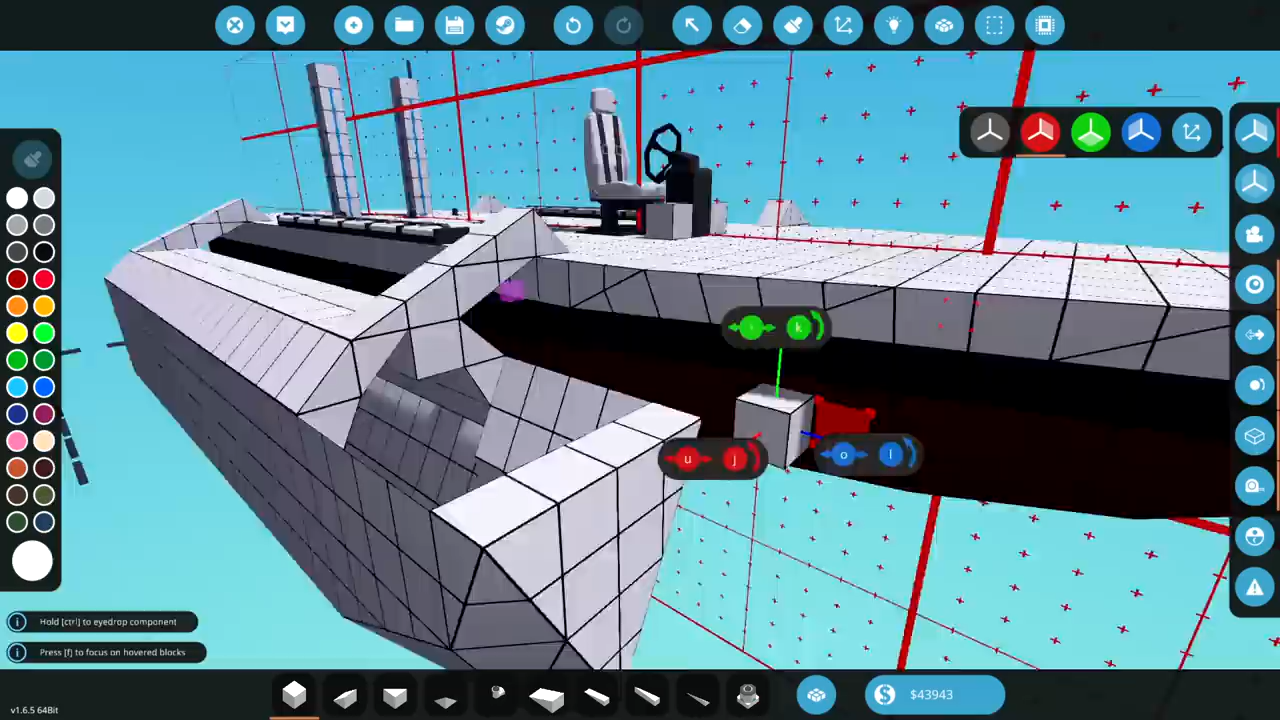 k
u j
o l
Hold [ctrl] to eyedrop component
Press [f] to focus on hovered blocks
$43943
v1.6.5 64Bit